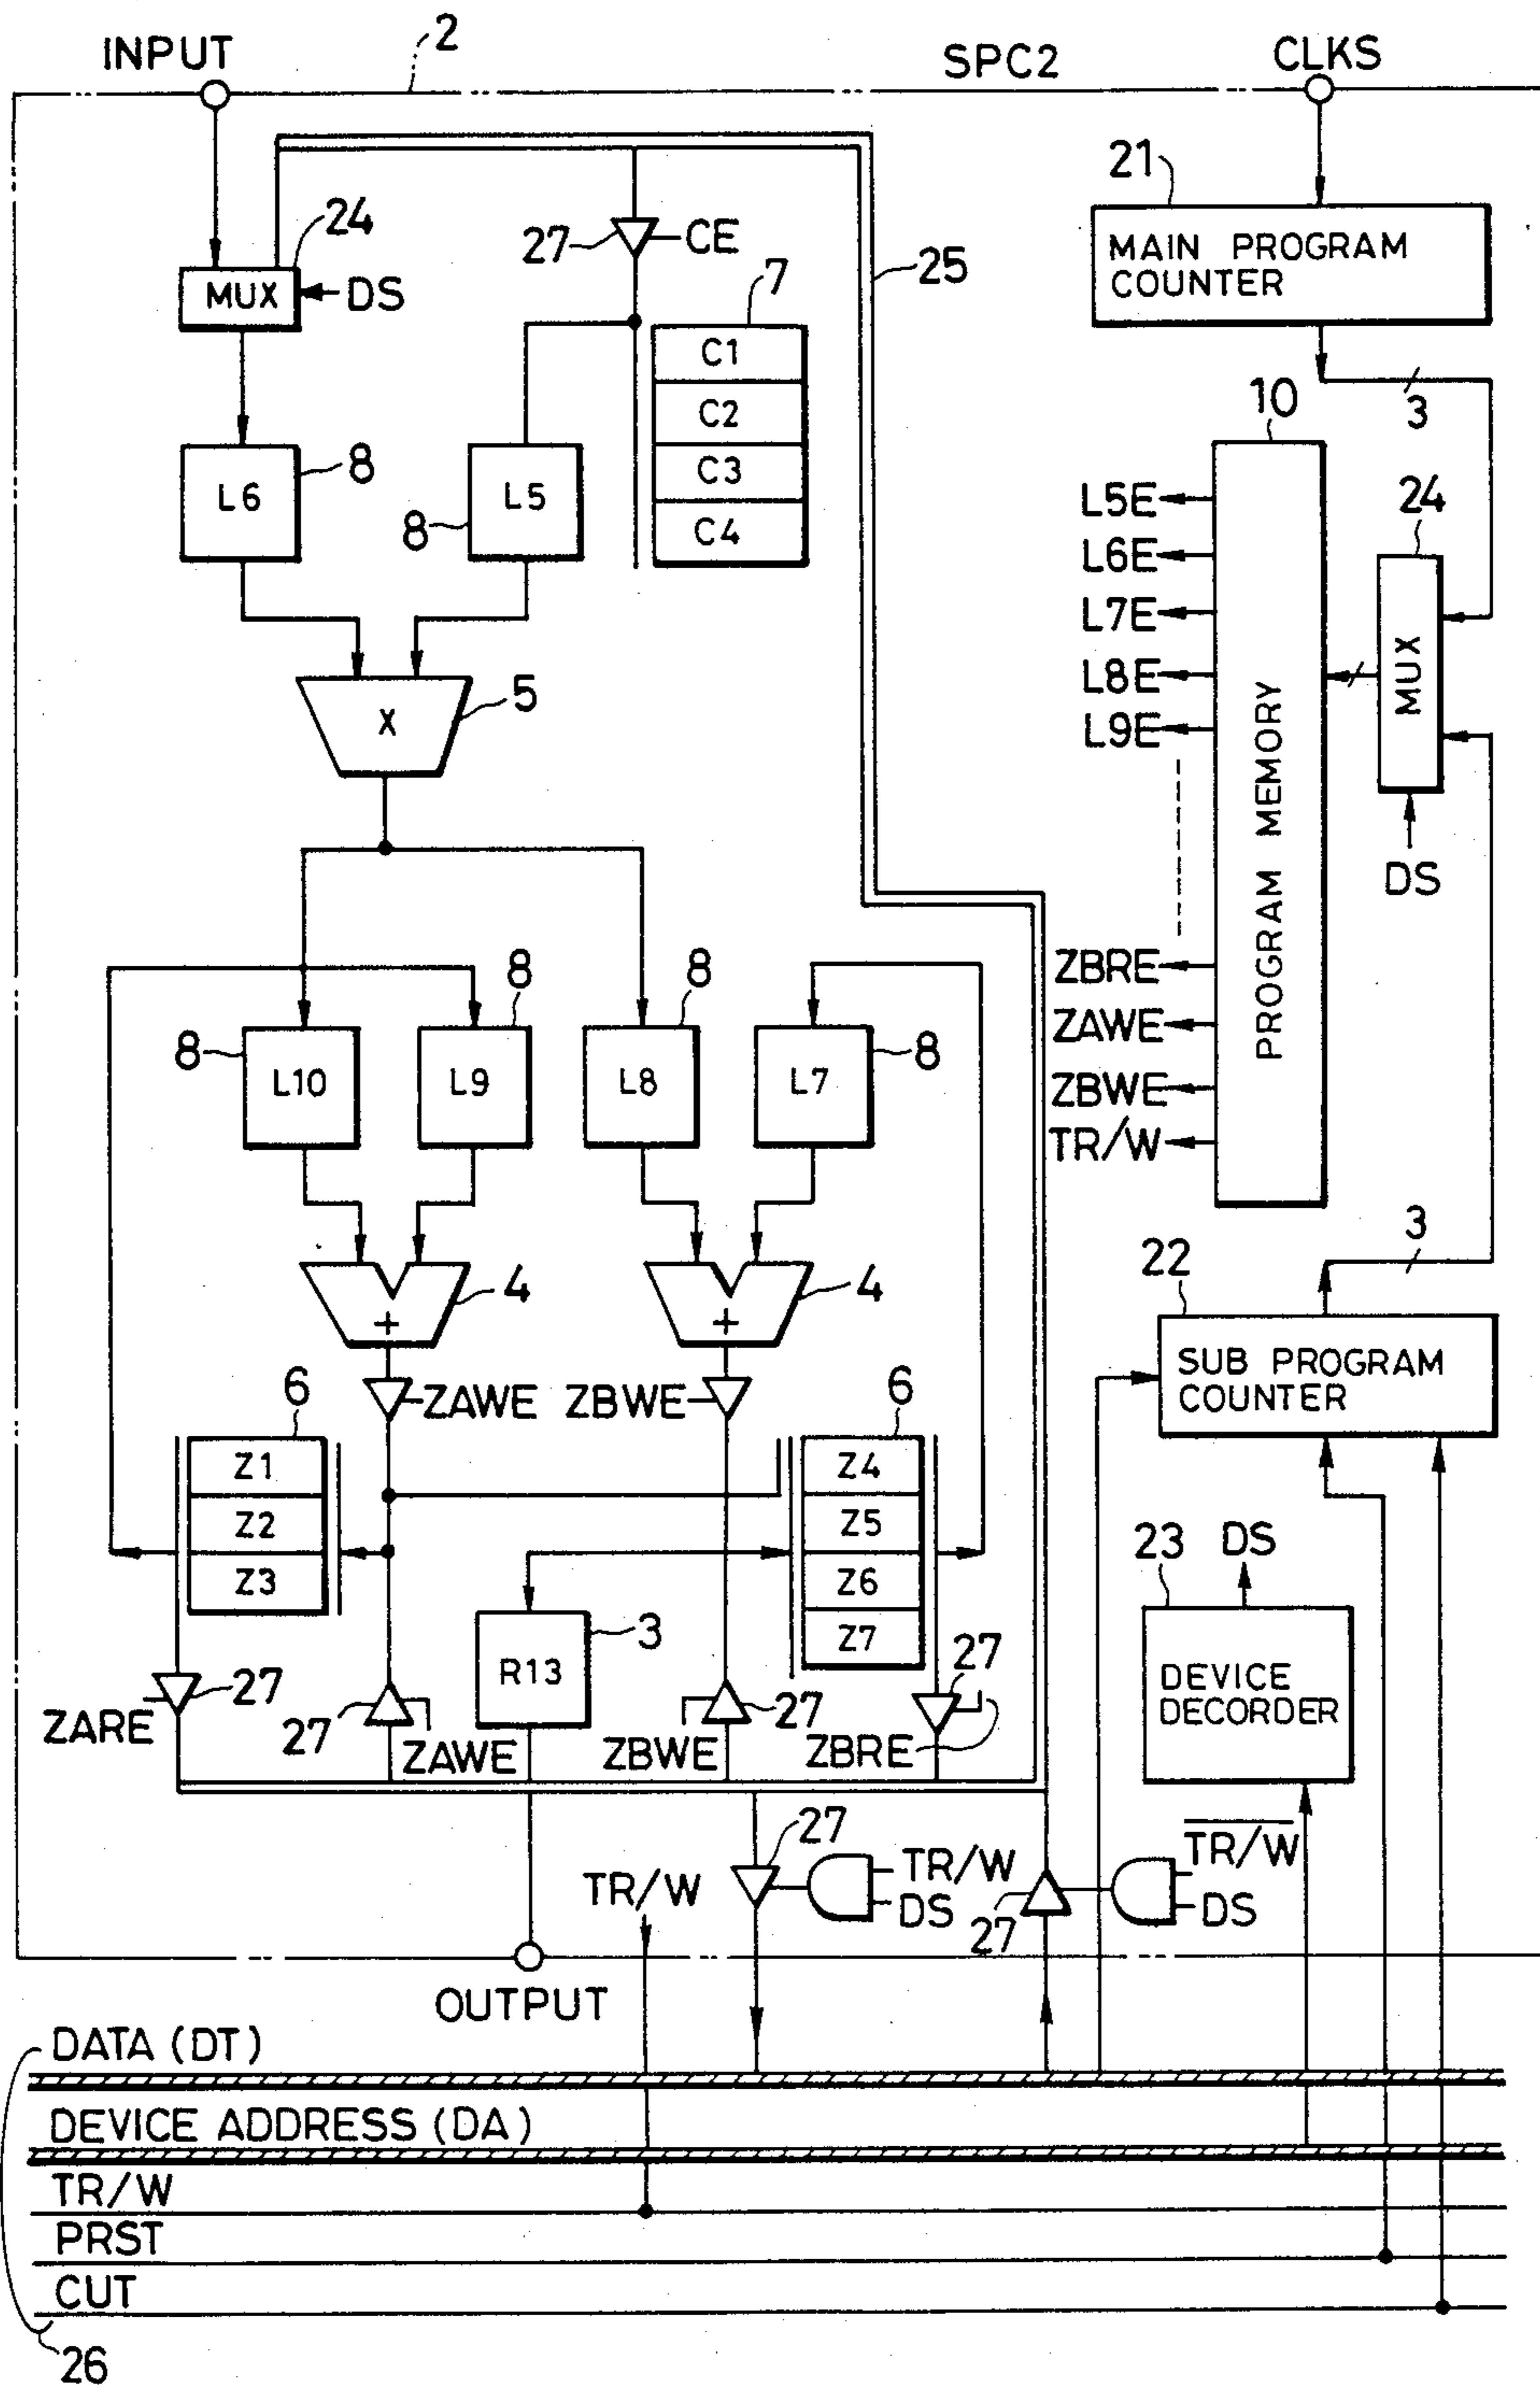 INPUT
2
SPC2
CLKS
21
MAIN PROGRAM
COUNTER
24
MUX
DS
27
CE
25
7
C1
C2
C3
C4
3
10
L6
8
L5
8
L5E
L6E
L7E
L8E
L9E
24
MUX
DS
PROGRAM MEMORY
X
5
ZBRE
ZAWE
ZBWE
TR/W
8
L10
8
L9
8
L8
L7
8
+
4
+
4
3
22
SUB PROGRAM
COUNTER
ZAWE
ZBWE
6
Z1
Z2
Z3
6
Z4
Z5
Z6
Z7
23
DS
DEVICE
DECORDER
R13
3
ZARE
27
27
ZAWE
ZBWE
27
27
ZBRE
TR/W
27
TR/W
DS
27
TR/W
DS
OUTPUT
DATA (DT)
DEVICE ADDRESS (DA)
TR/W
PRST
CUT
26